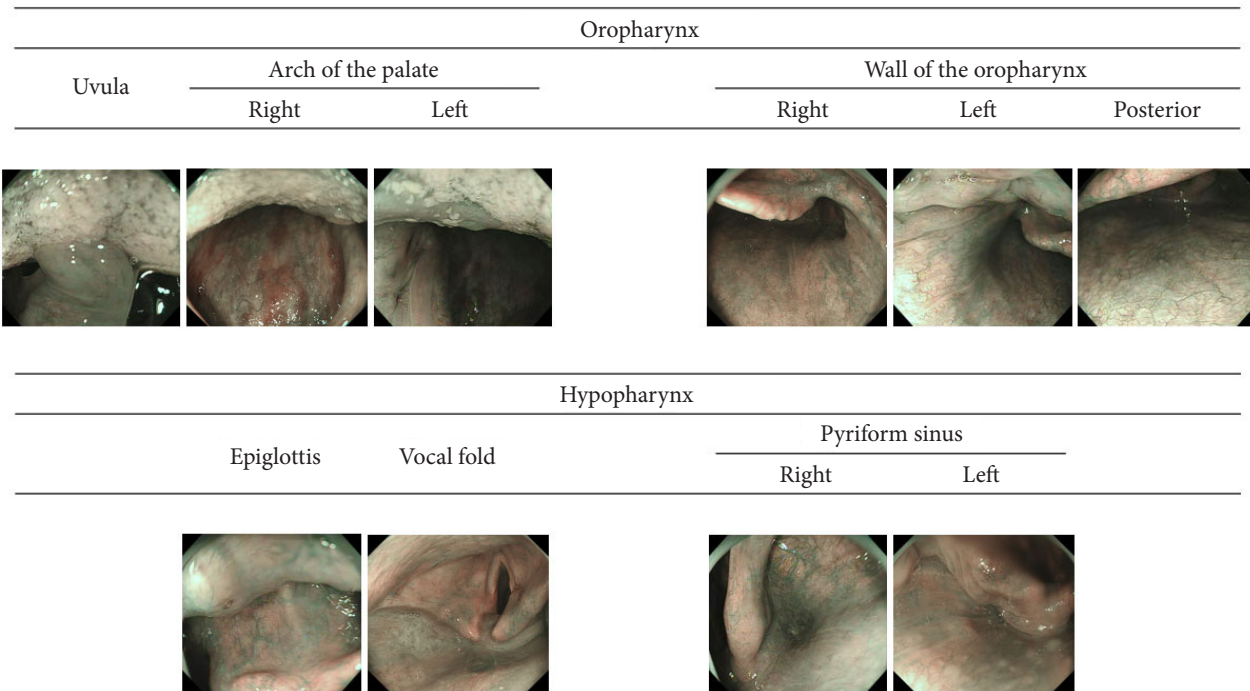 Oropharynx
Uvula
Arch of the palate
Wall of the oropharynx
Right
Left
Right
Left
Posterior
Hypopharynx
Epiglottis
Vocal fold
Pyriform sinus
Right
Left